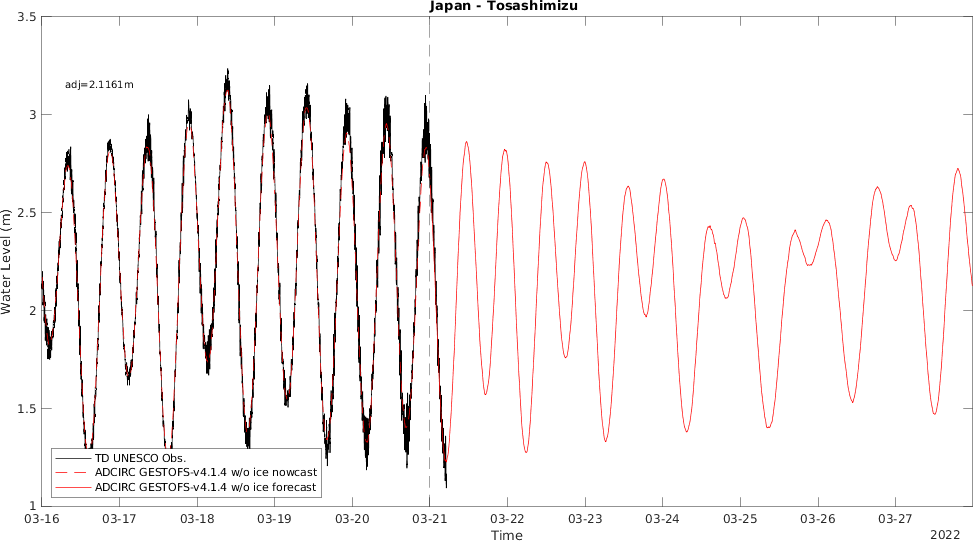 Japan - Tosashimizu
3.5
3
2.5
2
1.5
1
Water Level (m)
adj=2.1161m
TD UNESCO Obs.
ADCIRC GESTOFS-v4.1.4 w/o ice nowcast
ADCIRC GESTOFS-v4.1.4 w/o ice forecast
03-16 03-17 03-18 03-19 03-20 03-21 03-22 03-23 03-24 03-25 03-26 03-27
Time
2022